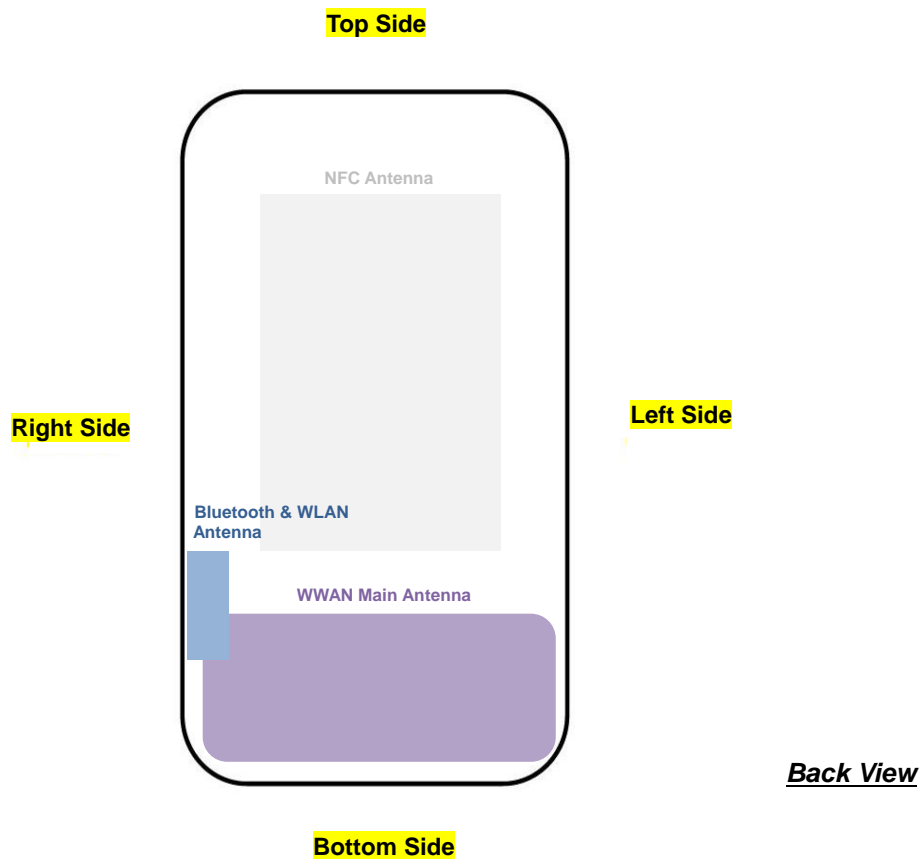 Top Side
NFC Antenna
Left Side
Right Side
Bluetooth & WLAN
Antenna
WWAN Main Antenna
Back View
Bottom Side